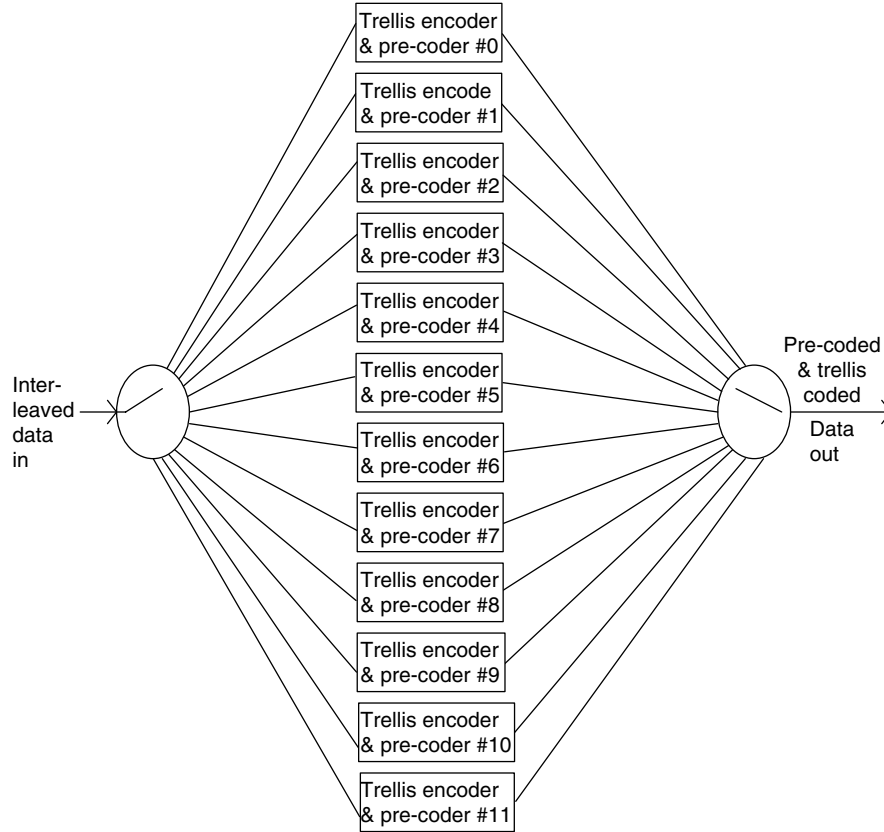 Trellis encoder
& pre-coder #0
Trellis encode
& pre-coder #1
Trellis encoder
& pre-coder #2
Trellis encoder
& pre-coder #3
Trellis encoder
& pre-coder #4
Trellis encoder
& pre-coder #5
Trellis encoder
& pre-coder #6
Trellis encoder
& pre-coder #7
Trellis encoder
& pre-coder #8
Trellis encoder
& pre-coder #9
Trellis encoder
& pre-coder #10
Trellis encoder
& pre-coder #11
Inter-
leaved
data
in
Pre-coded
& trellis
coded
Data
out